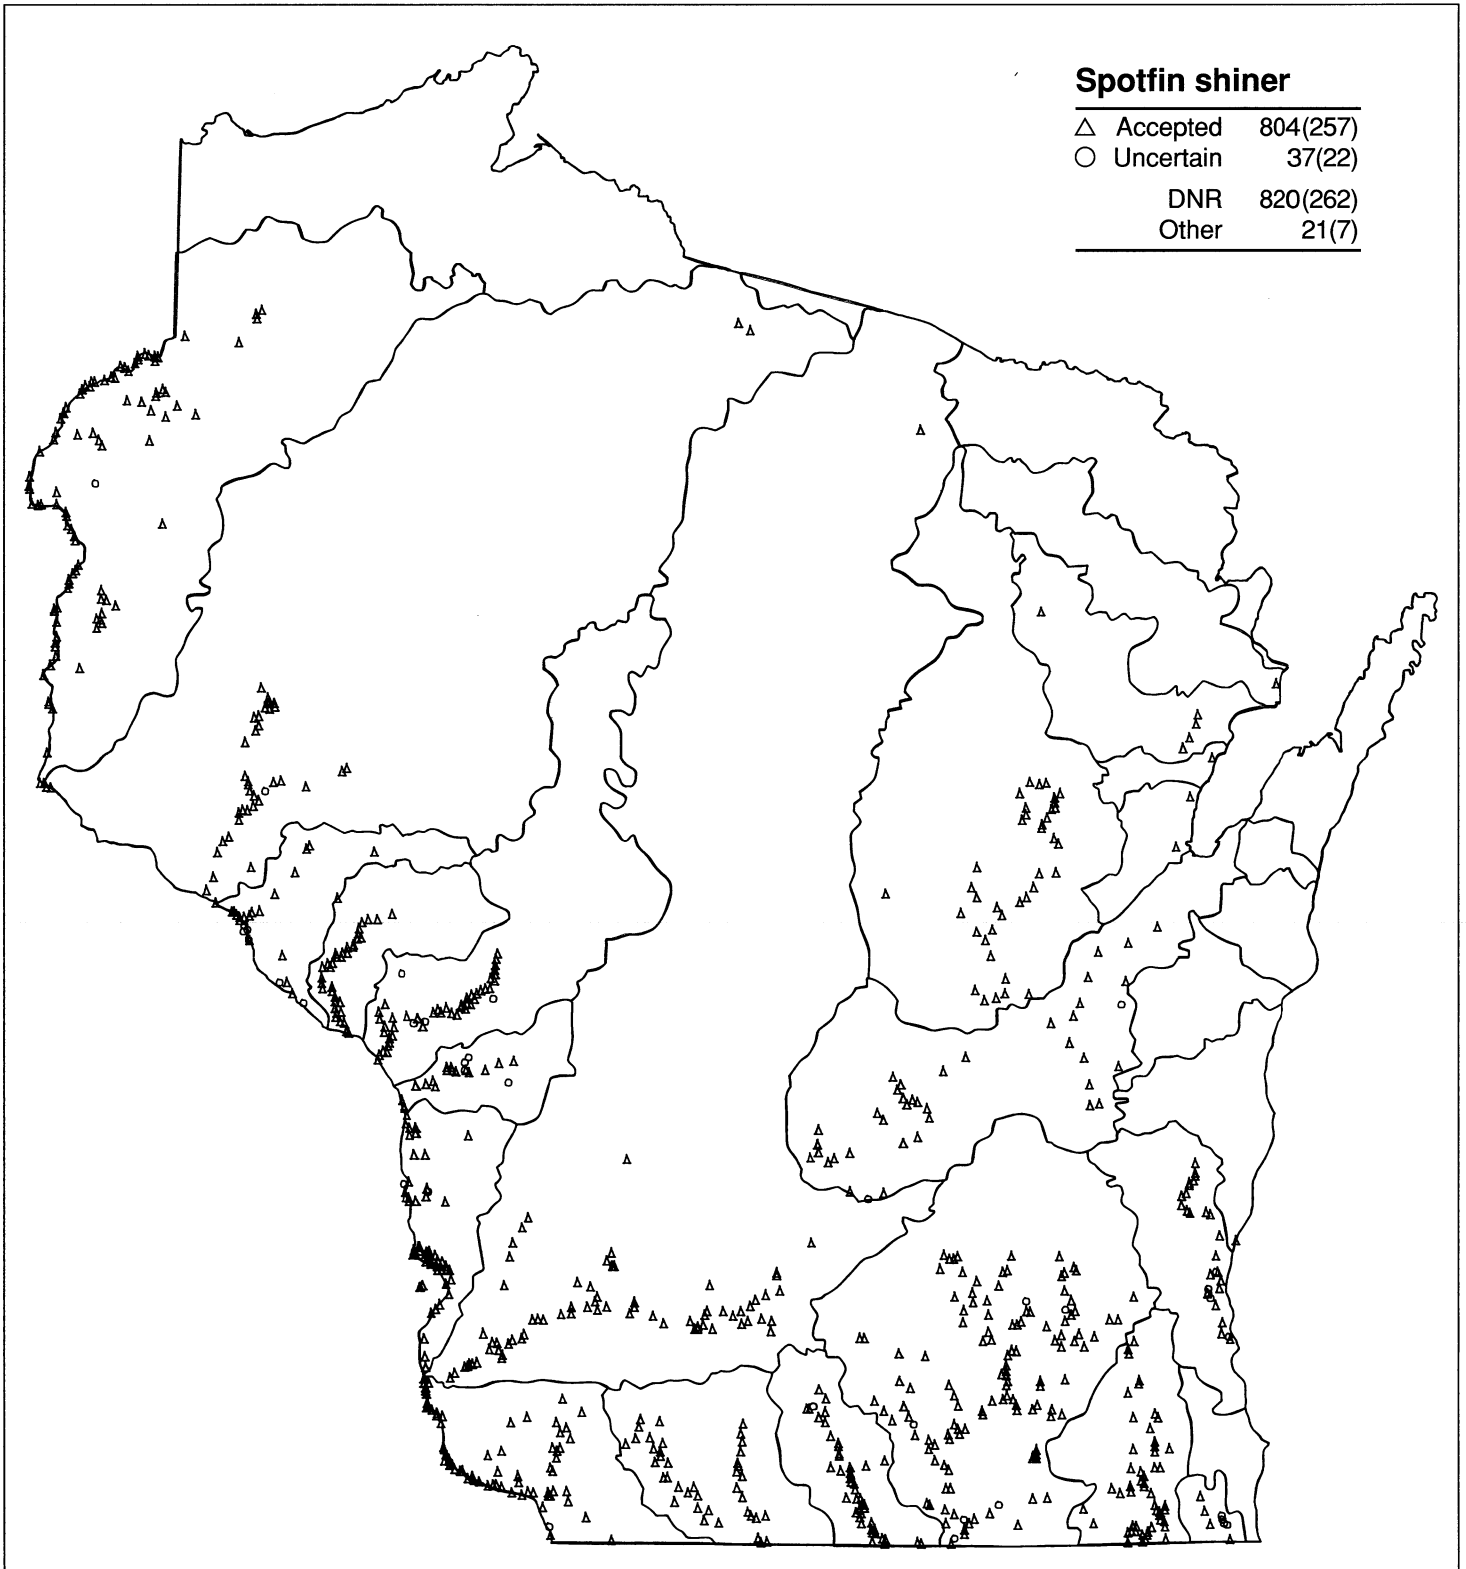 Spotfin shiner
△ Accepted 804(257)
○ Uncertain 37(22)
DNR 820(262)
Other 21(7)